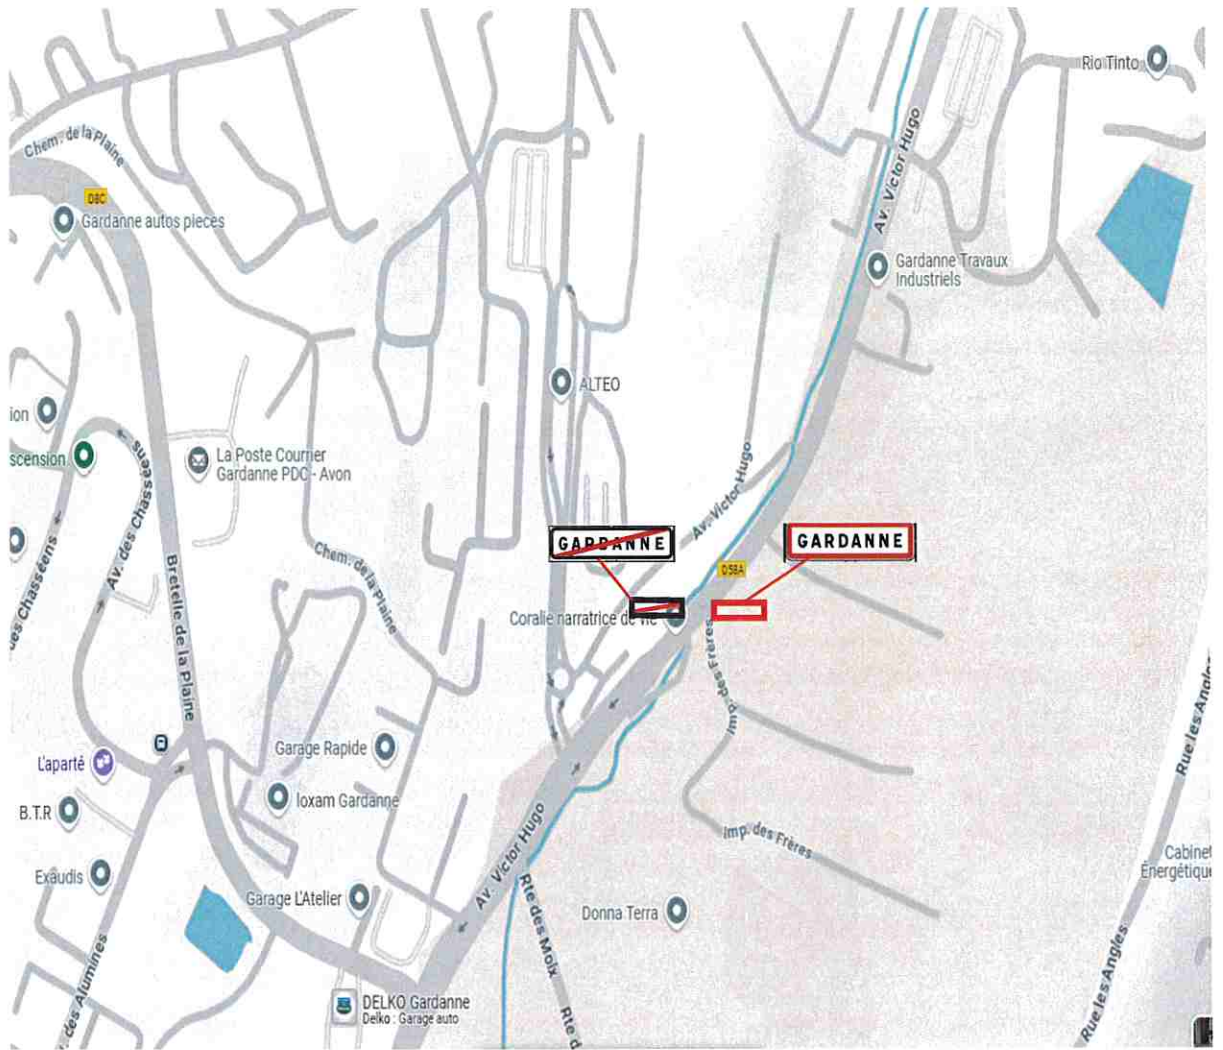 Rio Tinto
Chem. de la Plaine
Av. Victor Hugo
D8C
Gardanne autos pieces
Gardanne Travaux
Industriels
ALTEO
ion
scension
La Poste Courrier
Gardanne PDC - Avon
Av. des Chasséens
Av. Victor Hugo
GARDANNE
GARDANNE
des Chasséens
Bretelle de la Plaine
Chem. de la Plaine
D58A
Coralie narratrice de vie
Imp. des Frères
Rue les Angles
L'aparté
Garage Rapide
loxam Gardanne
B.T.R
Av. Victor Hugo
Imp. des Frères
Cabinet
Énergétique
Exaudis
Garage L'Atelier
Rte des Moix
Donna Terra
. des Alumines
Rue les Angles
DELKO Gardanne
Delko : Garage auto
Rte d